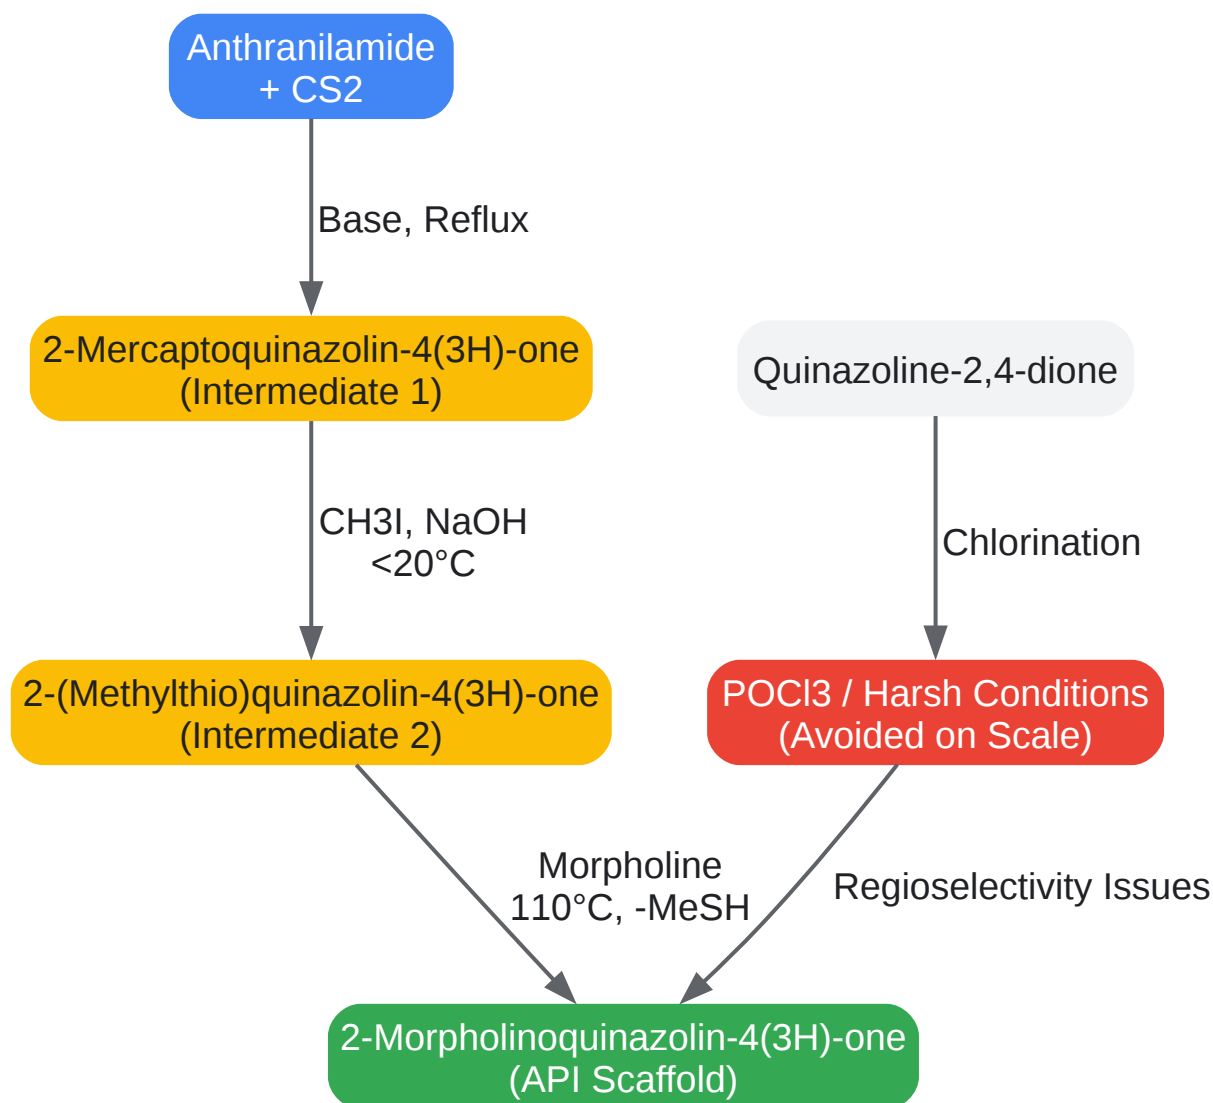 Anthranilamide
+ CS2
Base, Reflux
2-Mercaptoquinazolin-4(3H)-one
(Intermediate 1)
Quinazoline-2,4-dione
CH3I, NaOH
<20°C
Chlorination
2-(Methylthio)quinazolin-4(3H)-one
(Intermediate 2)
POCl3 / Harsh Conditions
(Avoided on Scale)
Morpholine
110°C, -MeSH
Regioselectivity Issues
2-Morpholinoquinazolin-4(3H)-one
(API Scaffold)